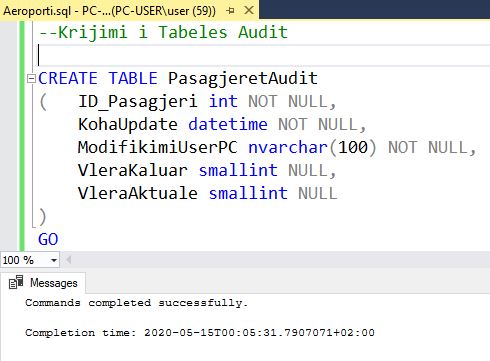 Aeroporti.sql - PC-...(PC-USER\user (59))
--Krijimi i Tabeles Audit
CREATE TABLE PasagjeretAudit
( ID_Pasagjeri int NOT NULL,
KohaUpdate datetime NOT NULL,
ModifikimiUserPC nvarchar(100) NOT NULL,
VleraKaluar smallint NULL,
VleraAktuale smallint NULL
)
GO
100 %
Messages
Commands completed successfully.
Completion time: 2020-05-15T00:05:31.7907071+02:00